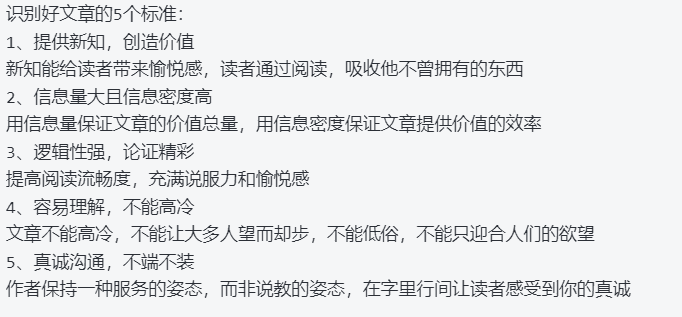 识别好文章的5个标准：
1、提供新知，创造价值
新知能给读者带来愉悦感，读者通过阅读，吸收他不曾拥有的东西
2、信息量大且信息密度高
用信息量保证文章的价值总量，用信息密度保证文章提供价值的效率
3、逻辑性强，论证精彩
提高阅读流畅度，充满说服力和愉悦感
4、容易理解，不能高冷
文章不能高冷，不能让大多人望而却步，不能低俗，不能只迎合人们的欲望
5、真诚沟通，不端不装
作者保持一种服务的姿态，而非说教的姿态，在字里行间让读者感受到你的真诚